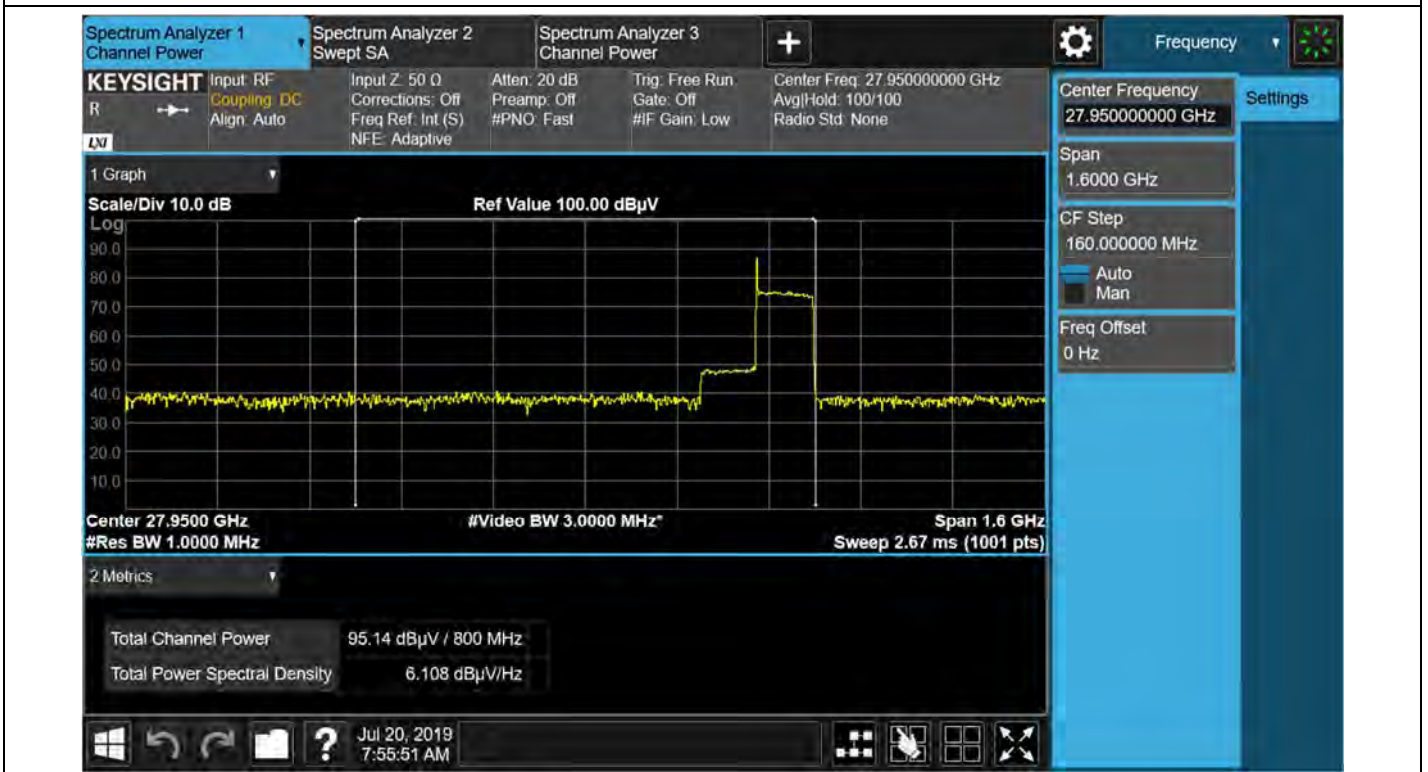 Spectrum Analyzer 1
Channel Power
Spectrum Analyzer 2
Swept SA
Spectrum Analyzer 3
Channel Power
Frequency
KEYSIGHT
R
LXI
Input: RF
Coupling: DC
Align: Auto
Input Z: 50 Ω
Corrections: Off
Freq Ref: Int (S)
NFE: Adaptive
Atten: 20 dB
Preamp: Off
#PNO: Fast
Trig: Free Run
Gate: Off
#IF Gain: Low
Center Freq: 27.950000000 GHz
Avg|Hold: 100/100
Radio Std: None
Center Frequency
27.950000000 GHz
Settings
Span
1.6000 GHz
CF Step
160.000000 MHz
Auto
Man
Freq Offset
0 Hz
1 Graph
Scale/Div 10.0 dB
Ref Value 100.00 dBµV
Log
90.0
80.0
70.0
60.0
50.0
40.0
30.0
20.0
10.0
Center 27.9500 GHz
#Video BW 3.0000 MHz*
Span 1.6 GHz
#Res BW 1.0000 MHz
Sweep 2.67 ms (1001 pts)
2 Metrics
Total Channel Power 95.14 dBµV / 800 MHz
Total Power Spectral Density 6.108 dBµV/Hz
?
Jul 20, 2019
7:55:51 AM